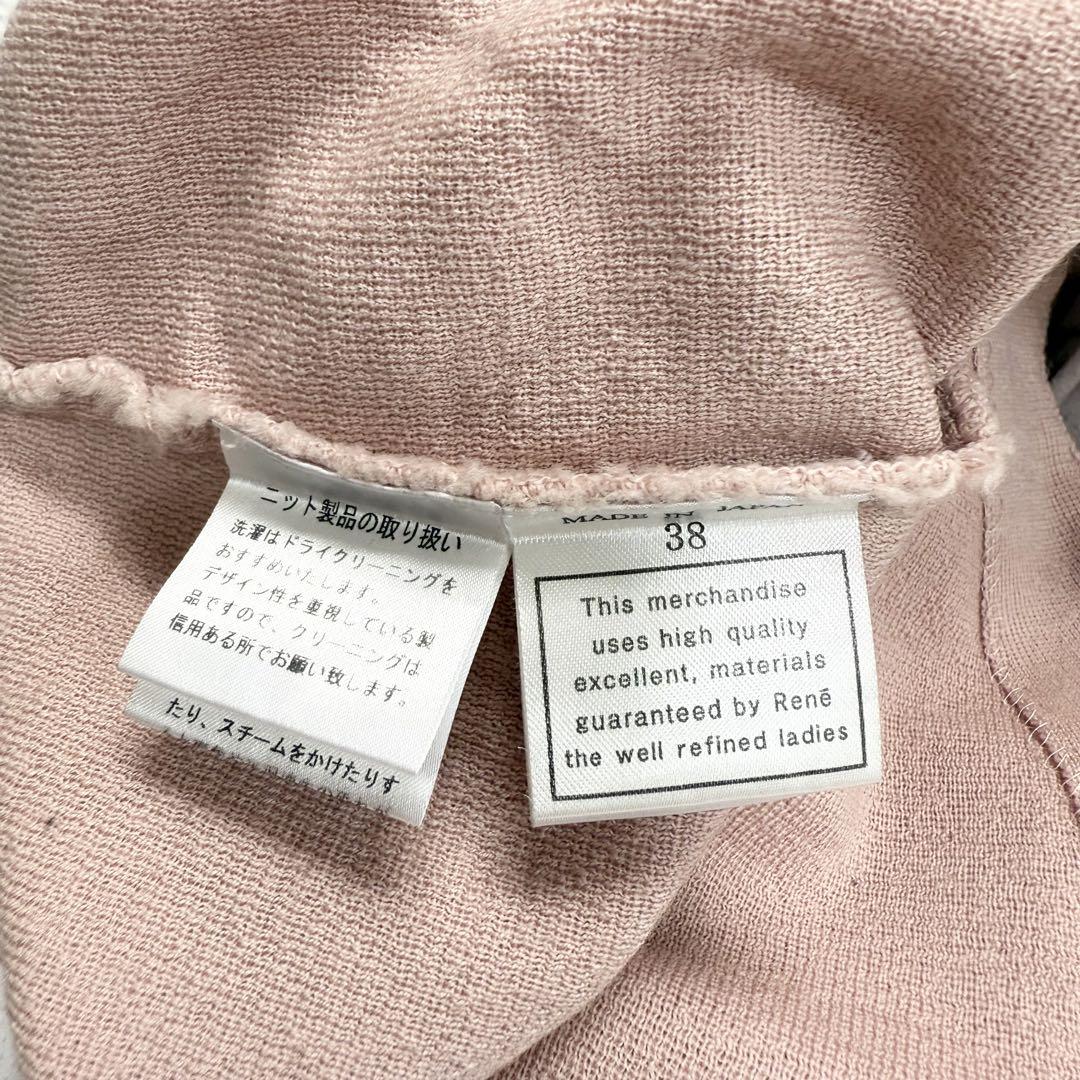 ニット製品の取り扱い
洗濯はドライクリーニングを
おすすめいたします。
デザイン性を重視している製
品ですので、クリーニングは
信用ある所でお願い致します。
たり、スチームをかけたりす
MADE IN JAPAN
38
This merchandise
uses high quality
excellent, materials
guaranteed by René
the well refined ladies